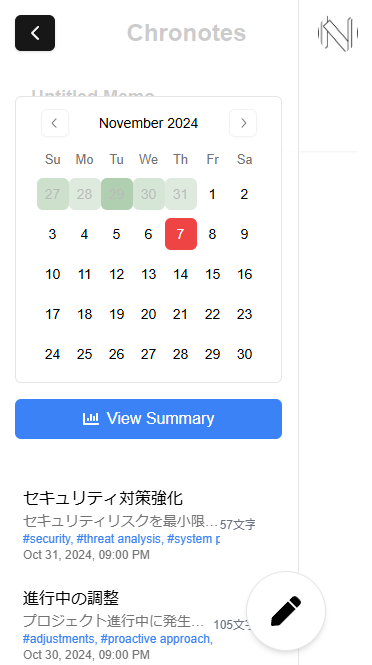 Chronotes
Untitled Memo
November 2024
Su Mo Tu We Th Fr Sa
27 28 29 30 31 1 2
3 4 5 6 7 8 9
10 11 12 13 14 15 16
17 18 19 20 21 22 23
24 25 26 27 28 29 30
View Summary
セキュリティ対策強化
セキュリティリスクを最小限… 57文字
#security, #threat analysis, #system
Oct 31, 2024, 09:00 PM
進行中の調整
プロジェクト進行中に発生… 105文字
#adjustments, #proactive approach,
Oct 30, 2024, 09:00 PM